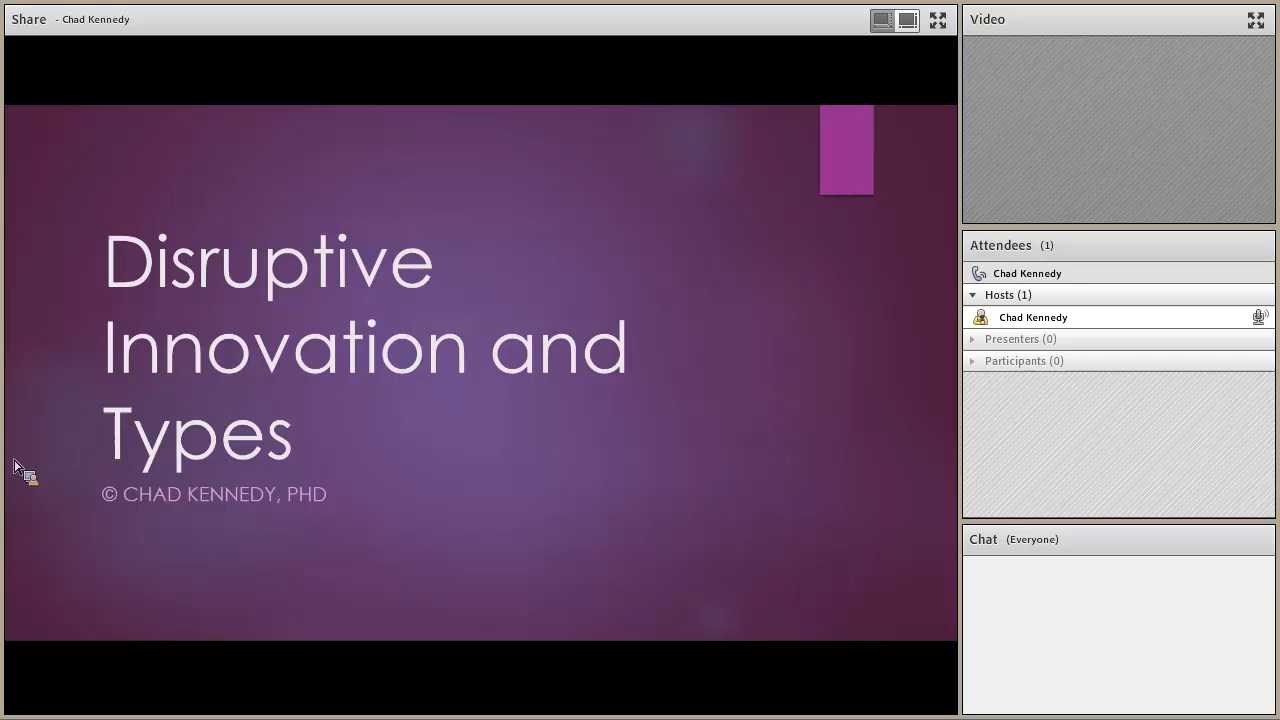 Share - Chad Kennedy
Disruptive
Innovation and
Types
© CHAD KENNEDY, PHD
Video
Attendees (1)
Chad Kennedy
Hosts (1)
Chad Kennedy
Presenters (0)
Participants (0)
Chat (Everyone)